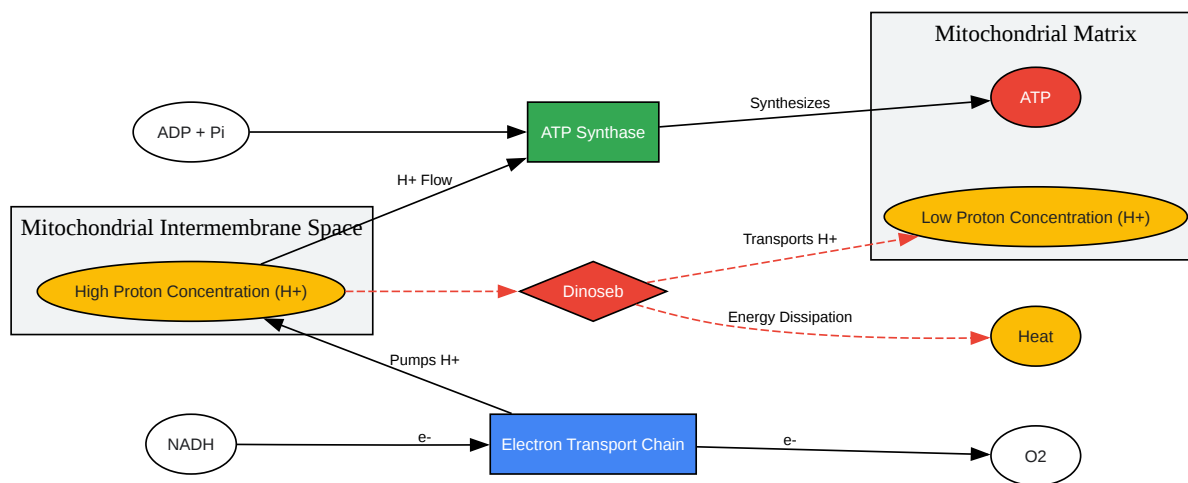 Mitochondrial Matrix
ATP
Synthesizes
ADP + Pi
ATP Synthase
H+ Flow
Mitochondrial Intermembrane Space
High Proton Concentration (H+)
Low Proton Concentration (H+)
Transports H+
Dinoseb
Energy Dissipation
Heat
Pumps H+
NADH
e-
Electron Transport Chain
e-
O2